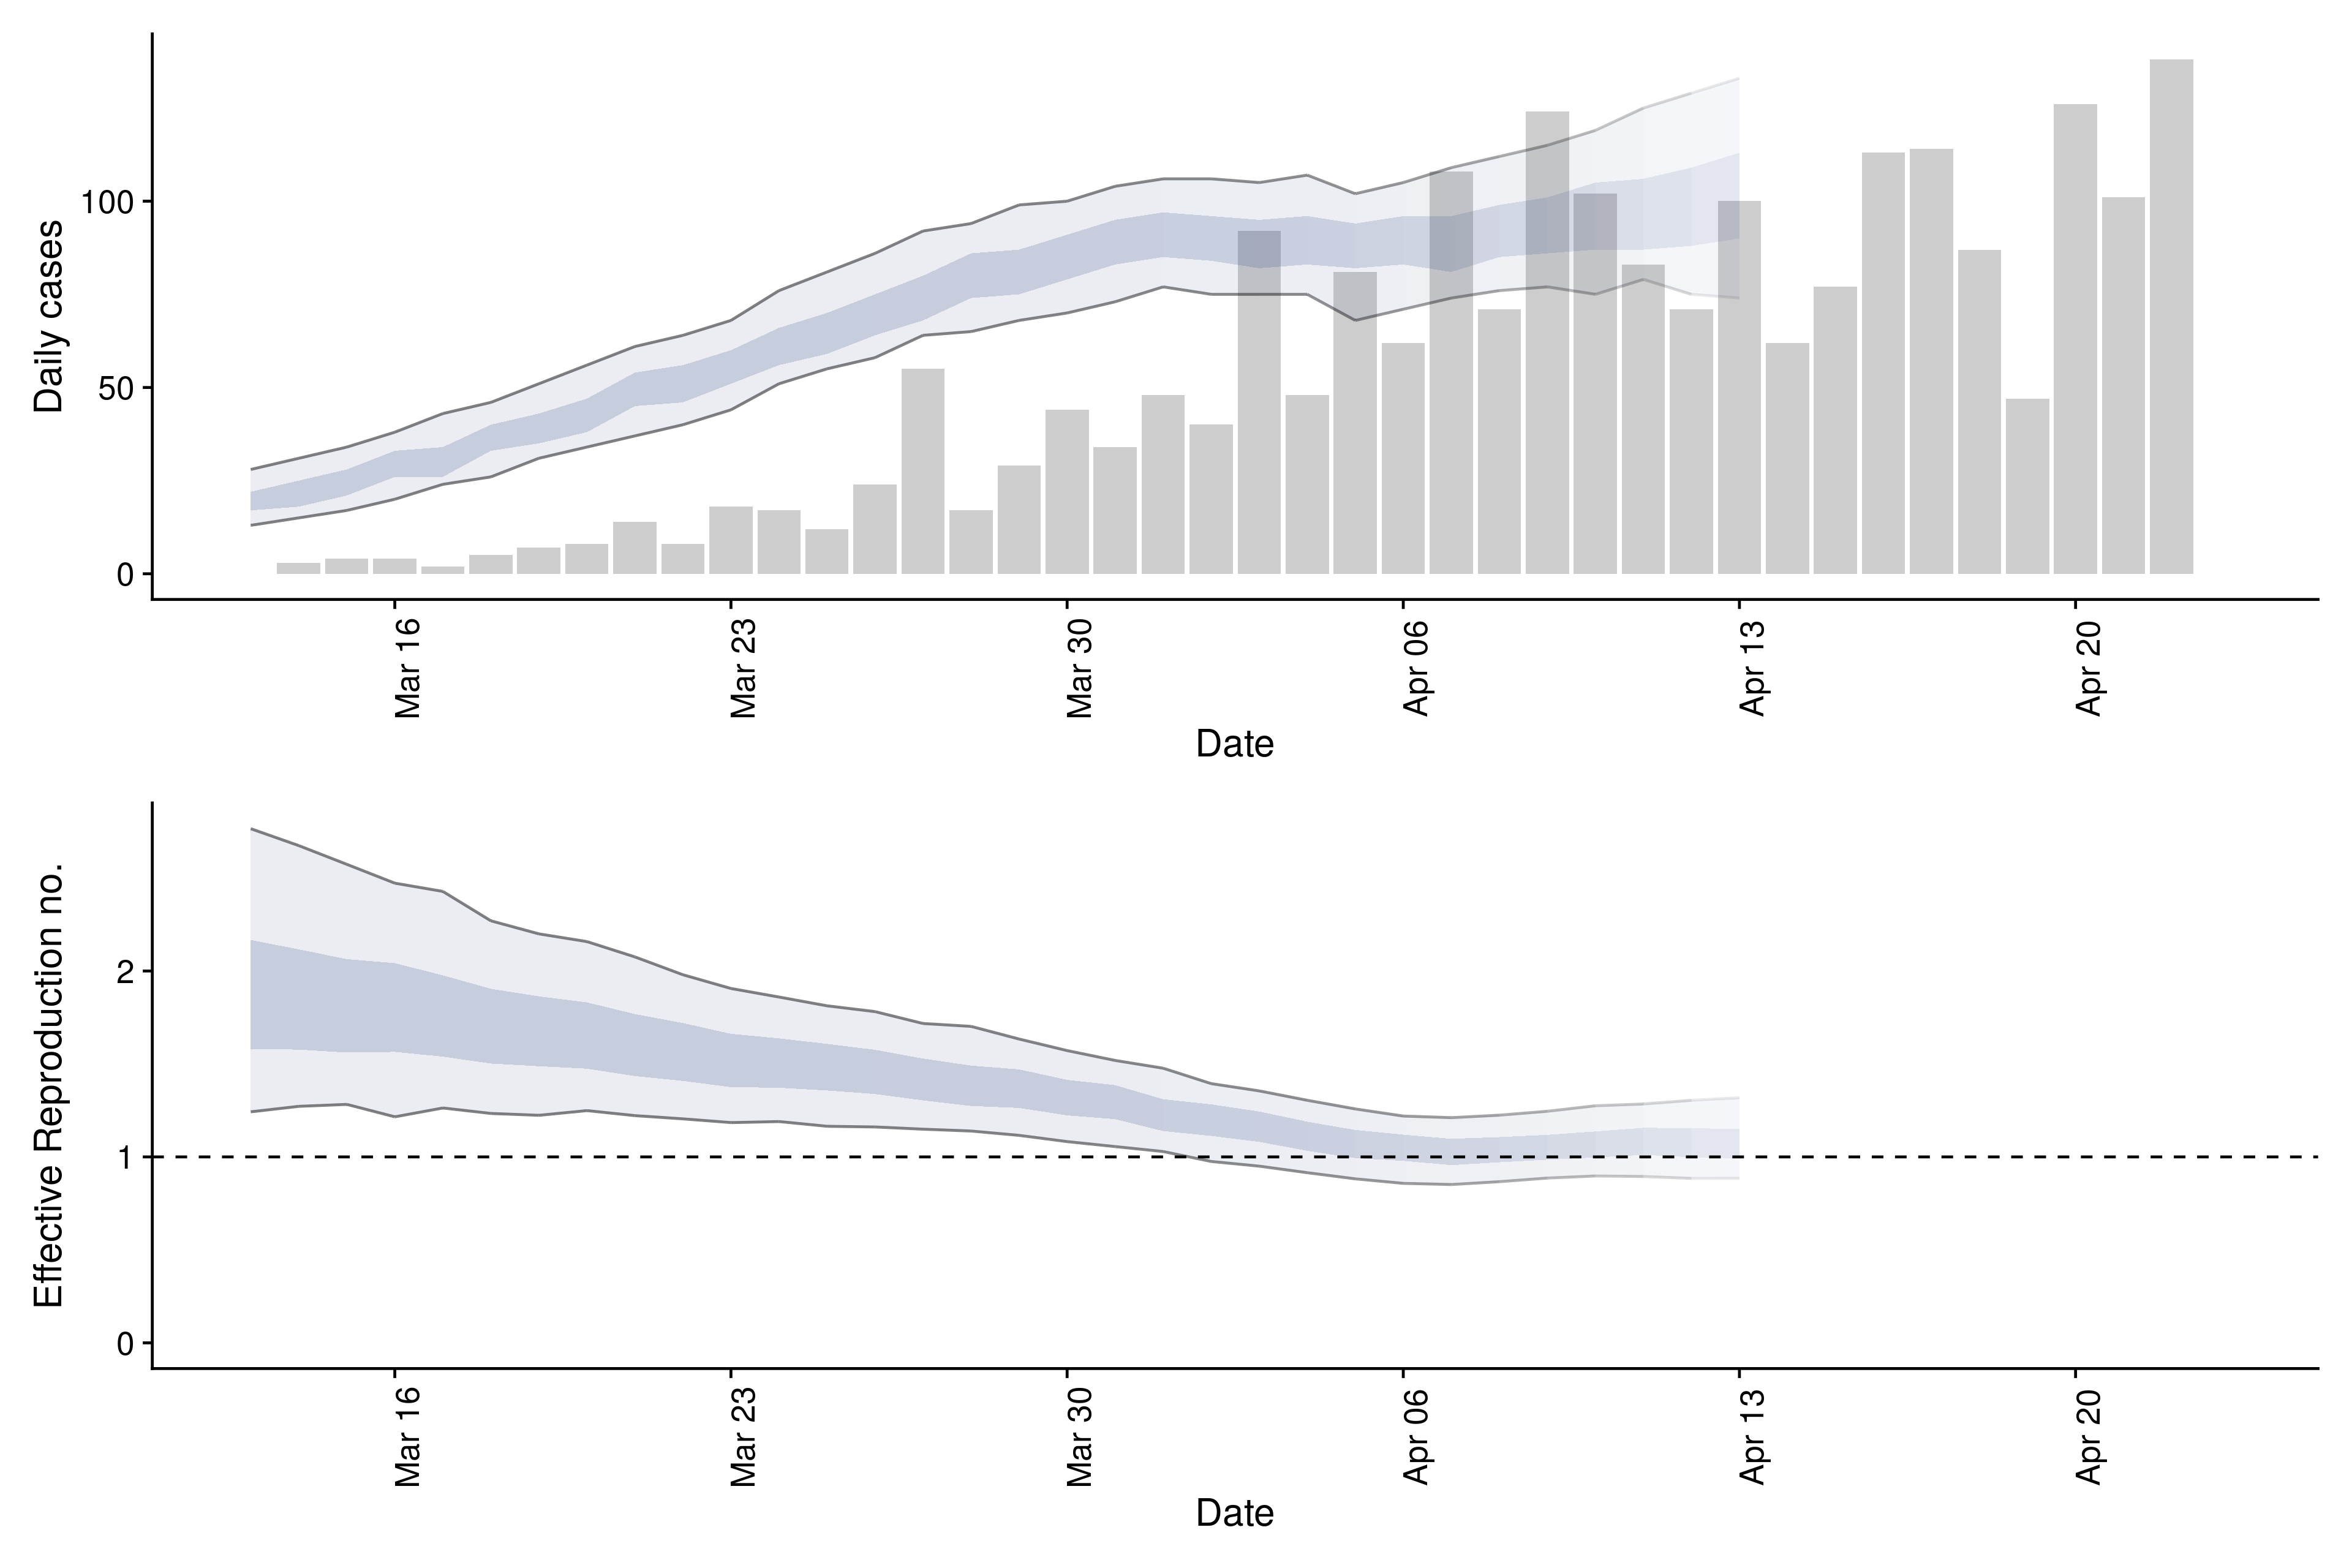 Daily cases
100
50
0
Mar 16
Mar 23
Mar 30
Apr 06
Apr 13
Apr 20
Date
Effective Reproduction no.
2
1
0
Mar 16
Mar 23
Mar 30
Apr 06
Apr 13
Apr 20
Date